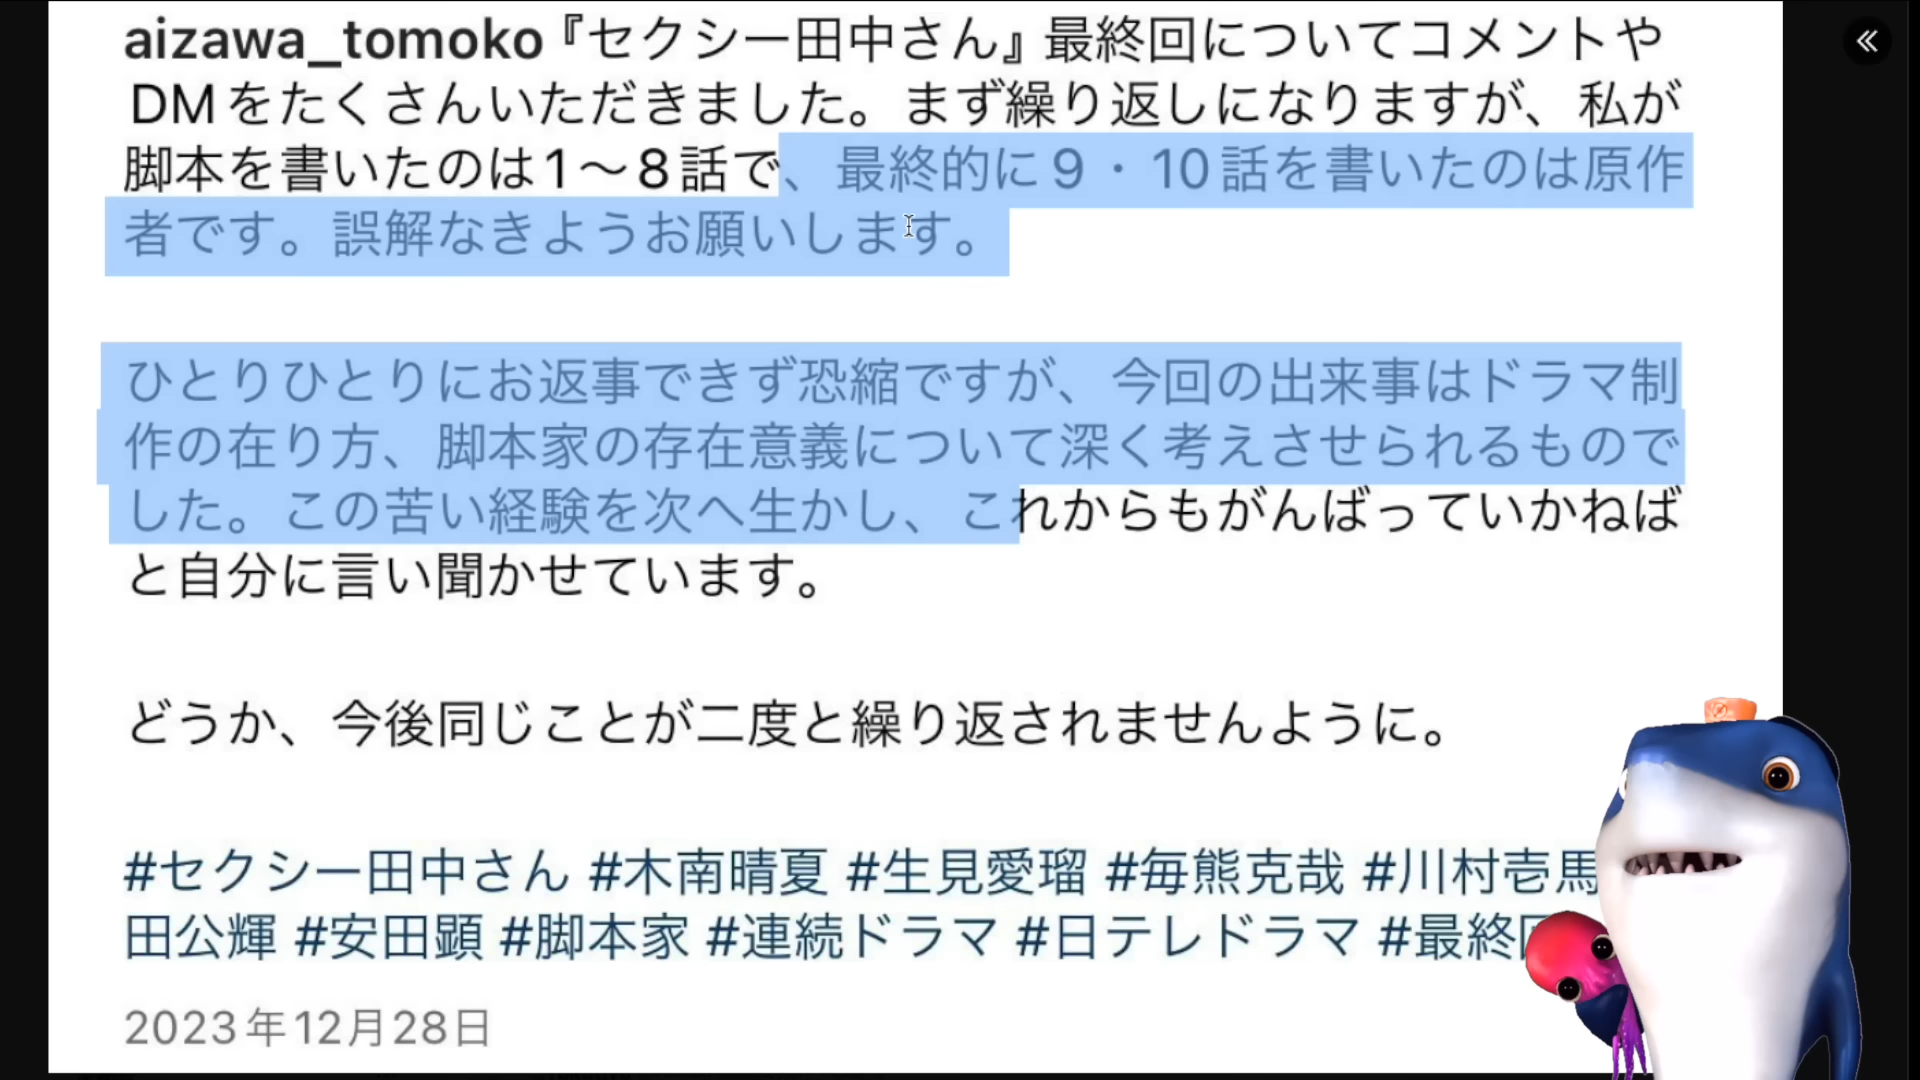 aizawa_tomoko『セクシー田中さん』最終回についてコメントや
DMをたくさんいただきました。まず繰り返しになりますが、私が
脚本を書いたのは1〜8話で、最終的に9・10話を書いたのは原作
者です。誤解なきようお願いします。
ひとりひとりにお返事できず恐縮ですが、今回の出来事はドラマ制
作の在り方、脚本家の存在意義について深く考えさせられるもので
した。この苦い経験を次へ生かし、これからもがんばっていかねば
と自分に言い聞かせています。
どうか、今後同じことが二度と繰り返されませんように。
#セクシー田中さん #木南晴夏 #生見愛瑠 #毎熊克哉 #川村壱馬
田公輝 #安田顕 #脚本家 #連続ドラマ #日テレドラマ #最終
2023年12月28日